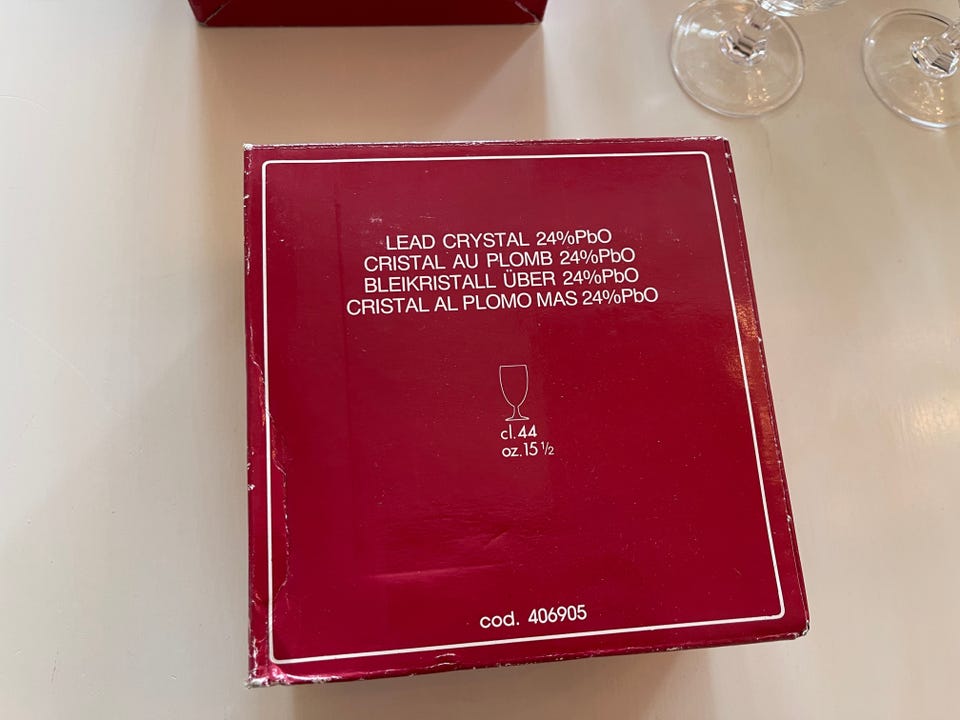 LEAD CRYSTAL 24%PbO
CRISTAL AU PLOMB 24%PbO
BLEIKRISTALL ÜBER 24%PbO
CRISTAL AL PLOMO MAS 24%PbO
cl. 44
oz. 15 ½
cod. 406905